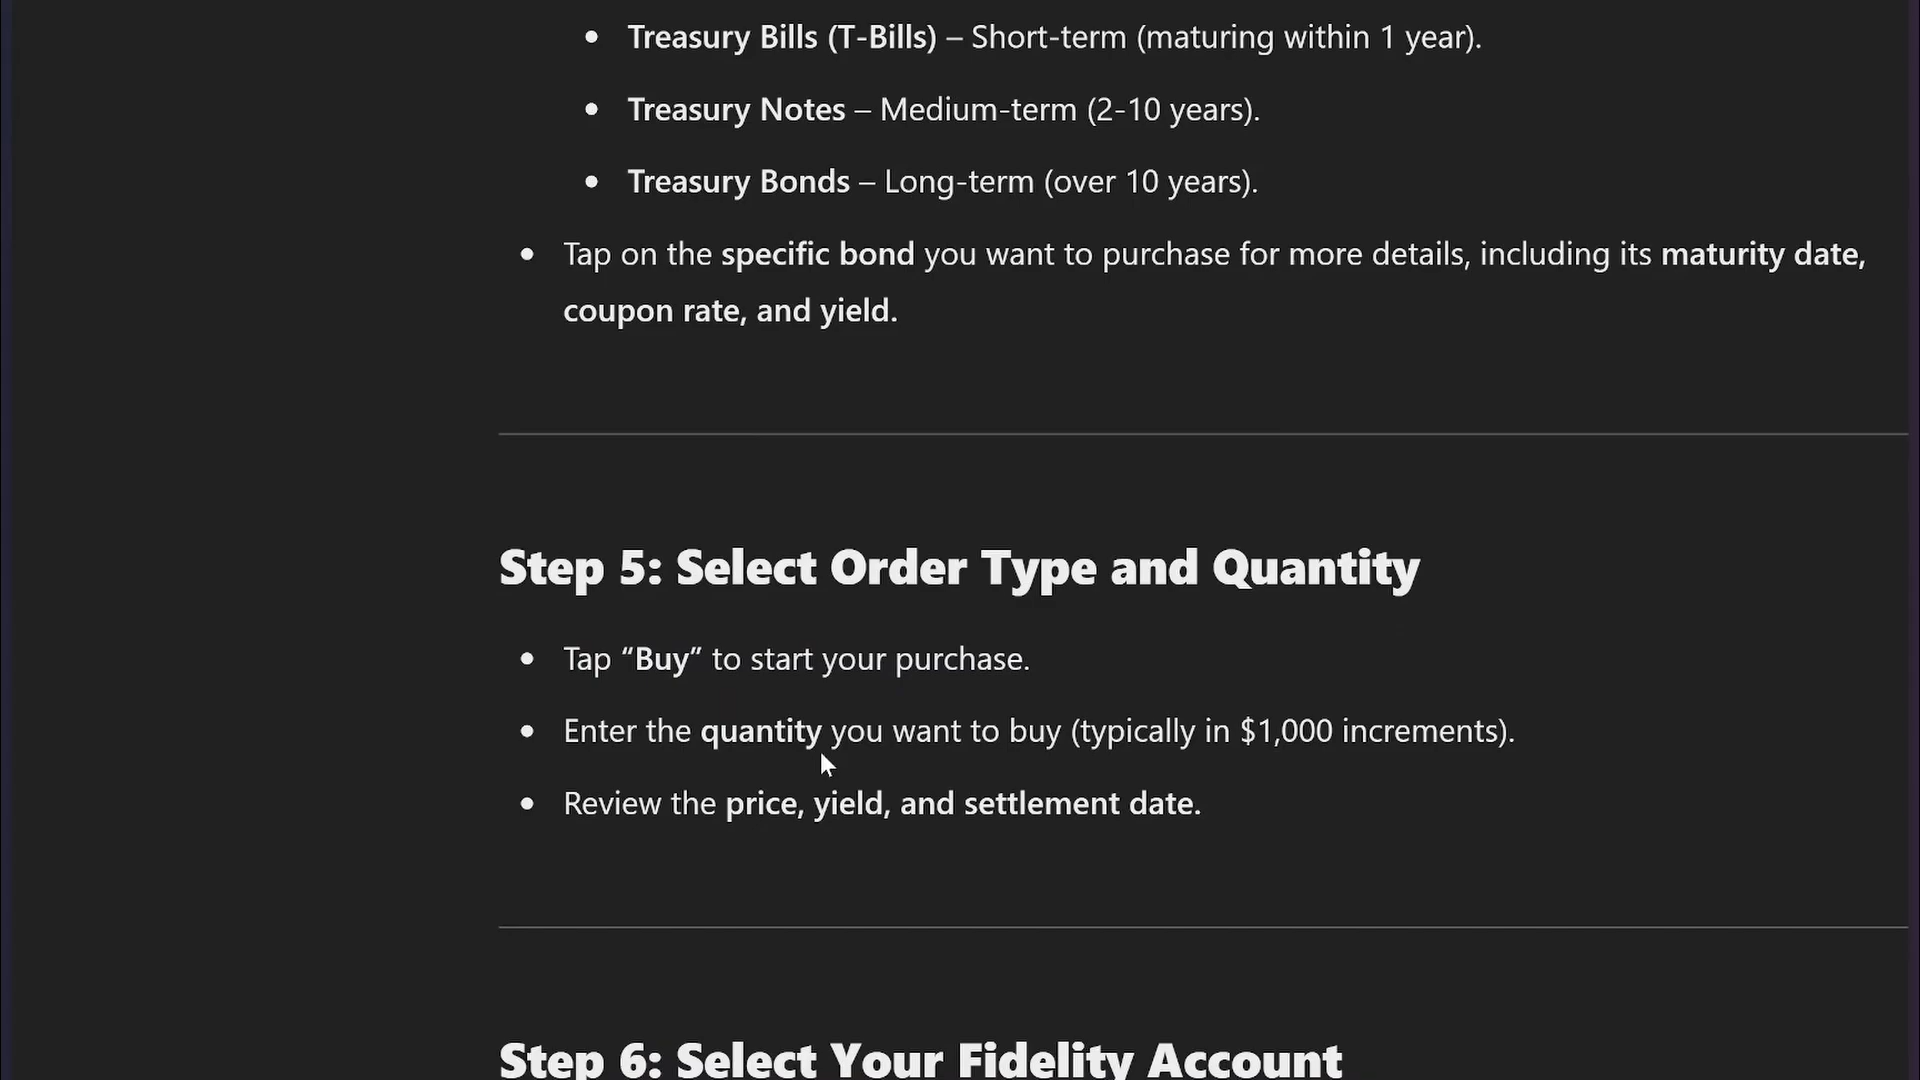 • Treasury Bills (T-Bills) – Short-term (maturing within 1 year).
• Treasury Notes – Medium-term (2-10 years).
• Treasury Bonds – Long-term (over 10 years).
• Tap on the specific bond you want to purchase for more details, including its maturity date,
coupon rate, and yield.
Step 5: Select Order Type and Quantity
• Tap “Buy” to start your purchase.
• Enter the quantity you want to buy (typically in $1,000 increments).
• Review the price, yield, and settlement date.
Step 6: Select Your Fidelity Account